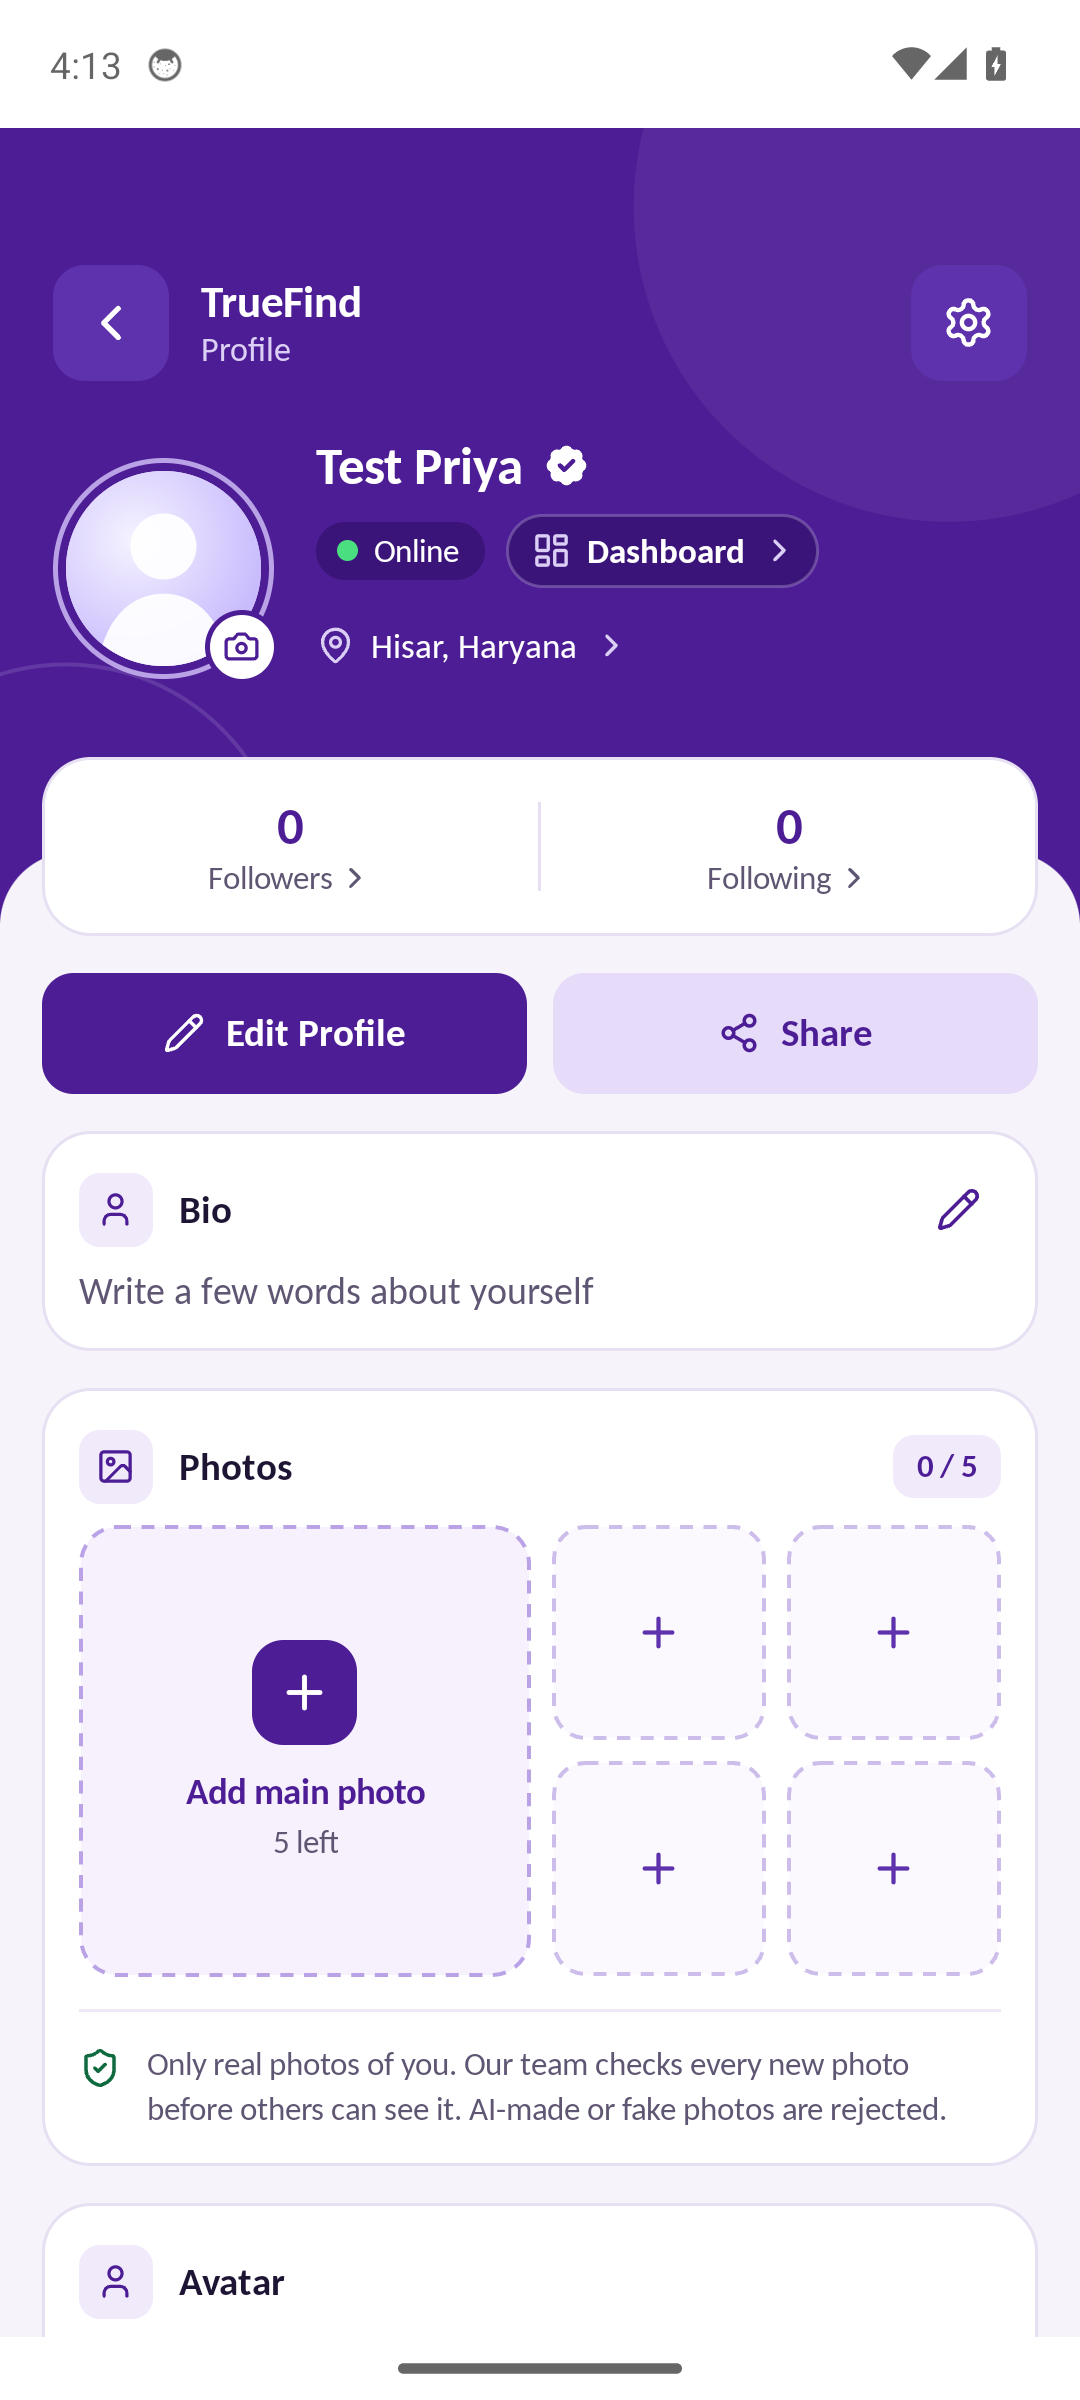 4:13
TrueFind
Profile
Test Priya
Online
Dashboard
Hisar, Haryana
0
Followers
0
Following
Edit Profile
Share
Bio
Write a few words about yourself
Photos
0 / 5
Add main photo
5 left
Only real photos of you. Our team checks every new photo
before others can see it. AI-made or fake photos are rejected.
Avatar